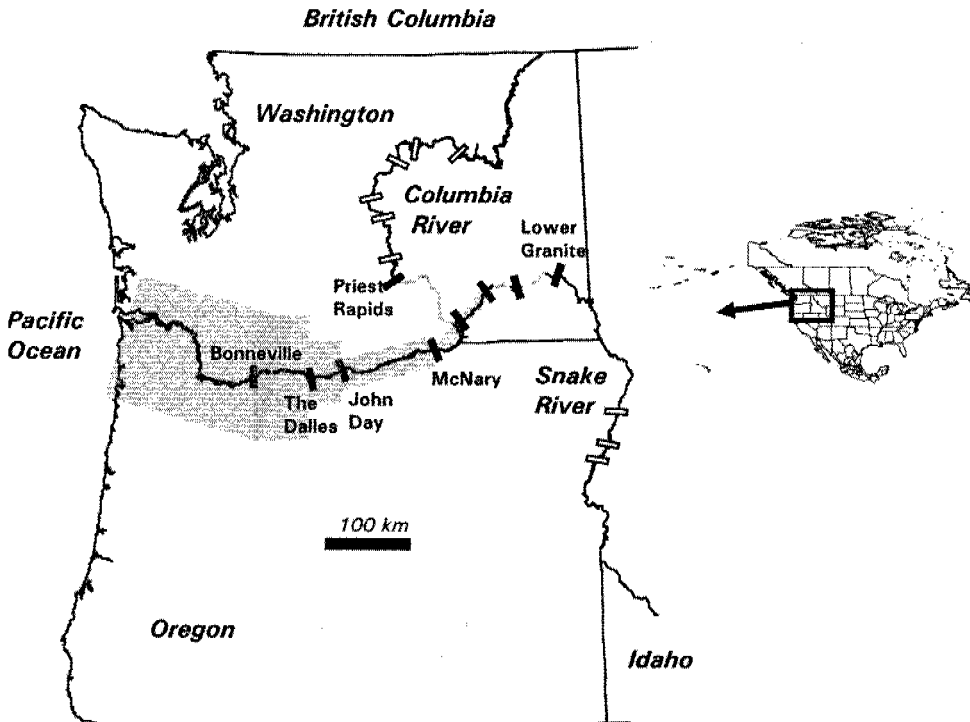 British Columbia
Washington
Columbia
River
Lower
Granite
Priest
Rapids
Pacific
Ocean
Bonneville
The
Dalles
John
Day
McNary
Snake
River
100 km
Oregon
Idaho